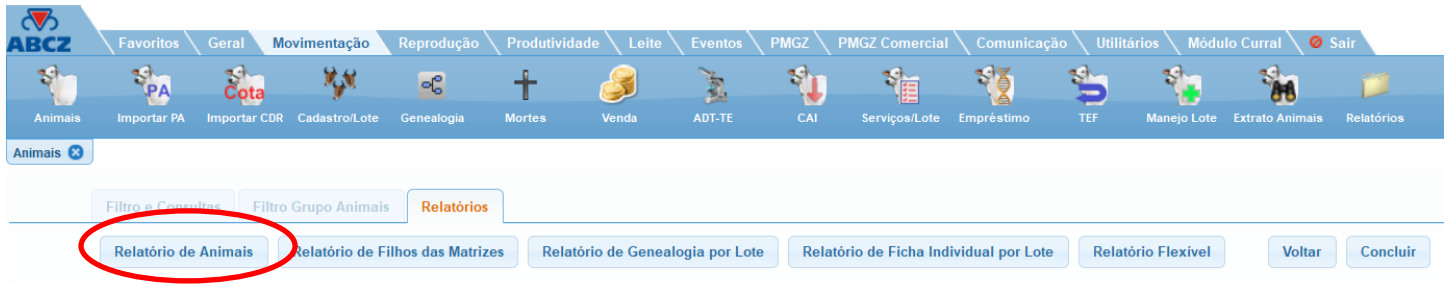 ABCZ
Favoritos Geral Movimentação Reprodução Produtividade Leite Eventos PMGZ PMGZ Comercial Comunicação Utilitários Módulo Curral Sair
PA Cota
Animais Importar PA Importar CDR Cadastro/Lote Genealogia Mortes Venda ADT-TE CAI Serviços/Lote Empréstimo TEF Manejo Lote Extrato Animais Relatórios
Animais
Filtro e Consultas Filtro Grupo Animais Relatórios
Relatório de Animais Relatório de Filhos das Matrizes Relatório de Genealogia por Lote Relatório de Ficha Individual por Lote Relatório Flexível Voltar Concluir